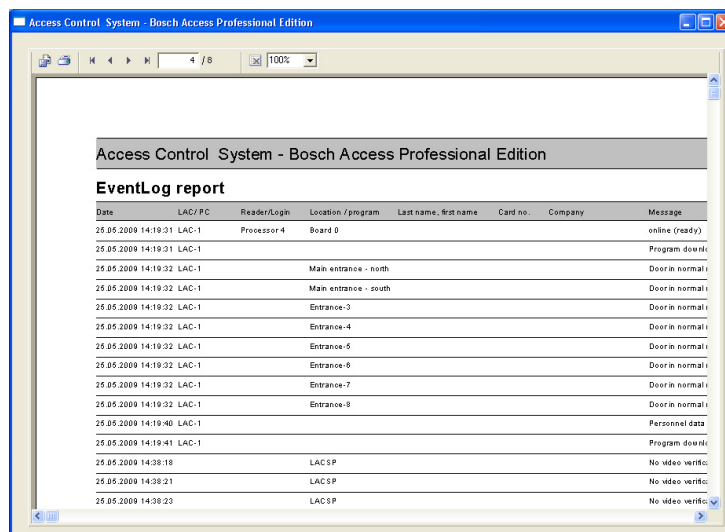 Access Control System - Bosch Access Professional Edition
4 / 8 100%
Access Control System - Bosch Access Professional Edition
EventLog report
Date LAC/ PC Reader/Login Location / program Last name, first name Card no. Company Message
25.05.2009 14:19:31 LAC-1 Processor 4 Board 0 online (ready)
25.05.2009 14:19:31 LAC-1 Program downlo
25.05.2009 14:19:32 LAC-1 Main entrance - north Door in normal
25.05.2009 14:19:32 LAC-1 Main entrance - south Door in normal
25.05.2009 14:19:32 LAC-1 Entrance-3 Door in normal
25.05.2009 14:19:32 LAC-1 Entrance-4 Door in normal
25.05.2009 14:19:32 LAC-1 Entrance-5 Door in normal
25.05.2009 14:19:32 LAC-1 Entrance-6 Door in normal
25.05.2009 14:19:32 LAC-1 Entrance-7 Door in normal
25.05.2009 14:19:32 LAC-1 Entrance-8 Door in normal
25.05.2009 14:19:40 LAC-1 Personnel data
25.05.2009 14:19:41 LAC-1 Program downlo
25.05.2009 14:38:18 LACSP No video verific
25.05.2009 14:38:21 LACSP No video verific
25.05.2009 14:38:23 LACSP No video verific